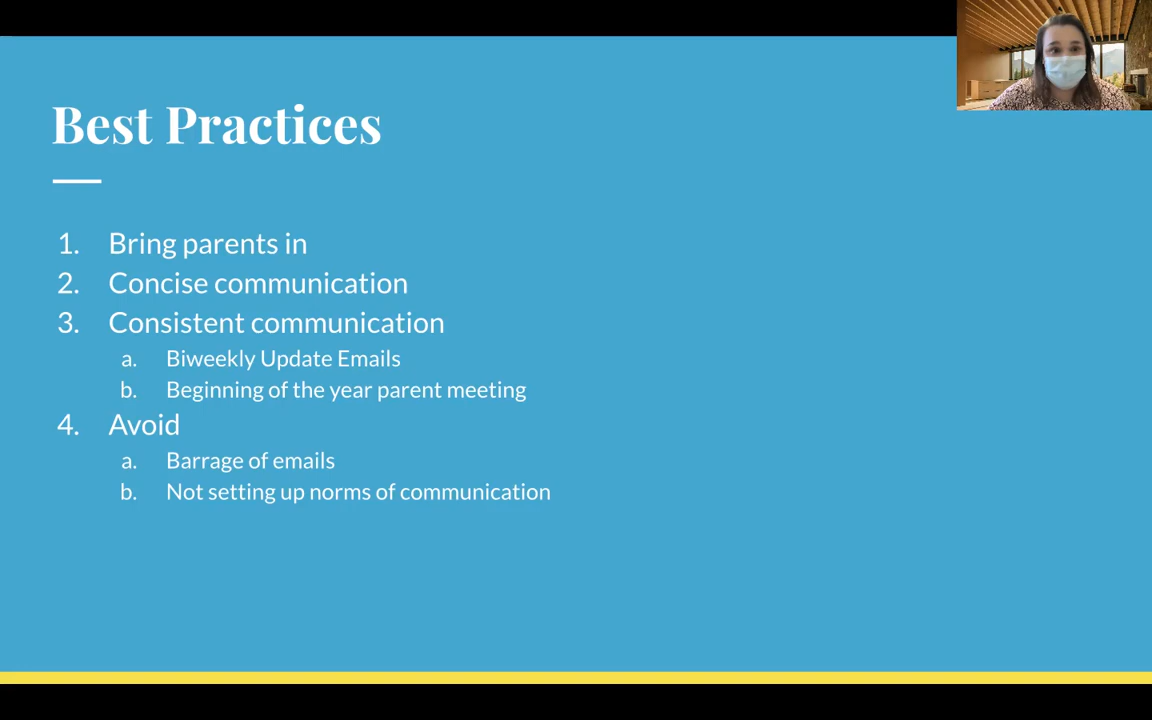 Best Practices
1. Bring parents in
2. Concise communication
3. Consistent communication
a. Biweekly Update Emails
b. Beginning of the year parent meeting
4. Avoid
a. Barrage of emails
b. Not setting up norms of communication